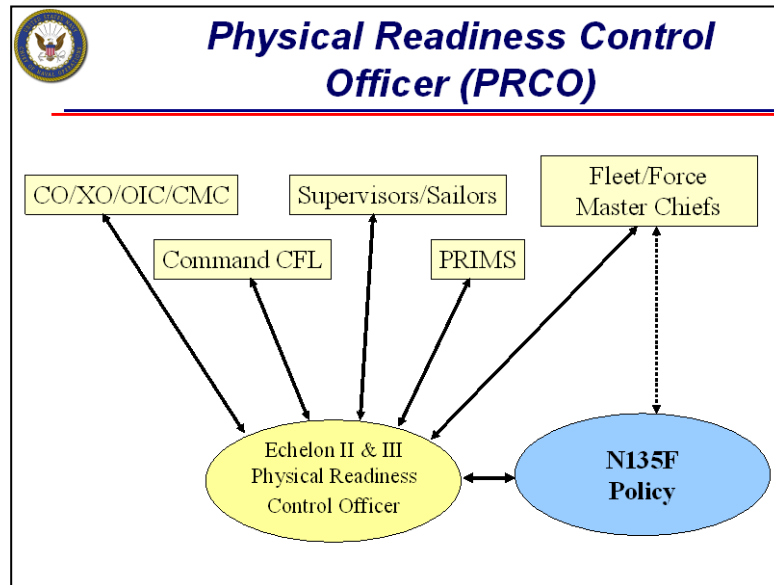 Physical Readiness Control
Officer (PRCO)
CO/XO/OIC/CMC
Supervisors/Sailors
Fleet/Force
Master Chiefs
Command CFL
PRIMS
Echelon II & III
Physical Readiness
Control Officer
N135F
Policy